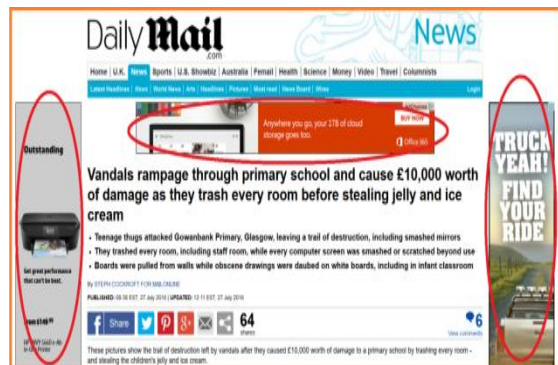 Daily Mail
.com
News
Home U.K. News Sports U.S. Showbiz Australia Femail Health Science Money Video Travel Columnists
Latest Headlines News World News Arts Headlines Pictures Most read News Board Wires
Login
Outstanding
Get great performance
that can't be beat.
Anywhere you go, your 1TB of cloud
storage goes too.
BUY NOW
Office 365
TRUCK
YEAH!
FIND
YOUR
RIDE
Vandals rampage through primary school and cause £10,000 worth
of damage as they trash every room before stealing jelly and ice
cream
• Teenage thugs attacked Gowanbank Primary, Glasgow, leaving a trail of destruction, including smashed mirrors
• They trashed every room, including staff room, while every computer screen was smashed or scratched beyond use
• Boards were pulled from walls while obscene drawings were daubed on white boards, including in infant classroom
By STEPH COCKROFT FOR MAILONLINE
PUBLISHED: 27 July 2016 | UPDATED: 12:11 EST, 27 July 2016
Share
64
shares
6
View comments
These pictures show the trail of destruction left by vandals after they caused £10,000 worth of damage to a primary school by trashing every room -
and stealing the children's jelly and ice cream.